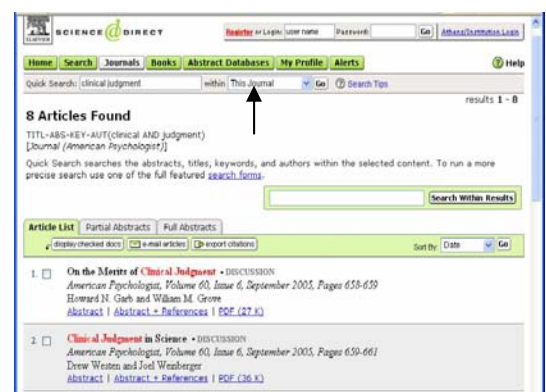 SCIENCE @ DIRECT Register or Login: user name Password: Go Athens/Institution Login
ELSEVIER
Home Search Journals Books Abstract Databases My Profile Alerts ? Help
Quick Search: clinical judgment within This Journal Go ? Search Tips
results 1 - 8
8 Articles Found
TITL-ABS-KEY-AUT(clinical AND judgment)
[Journal (American Psychologist)]
Quick Search searches the abstracts, titles, keywords, and authors within the selected content. To run a more
precise search use one of the full featured search forms.
Search Within Results
Article List Partial Abstracts Full Abstracts
display checked docs e-mail articles export citations Sort By: Date Go
1. On the Merits of Clinical Judgment • DISCUSSION
American Psychologist, Volume 60, Issue 6, September 2005, Pages 658-659
Howard N. Garb and William M. Grove
Abstract | Abstract + References | PDF (27 K)
2. Clinical Judgment in Science • DISCUSSION
American Psychologist, Volume 60, Issue 6, September 2005, Pages 659-661
Drew Westen and Joel Weinberger
Abstract | Abstract + References | PDF (36 K)